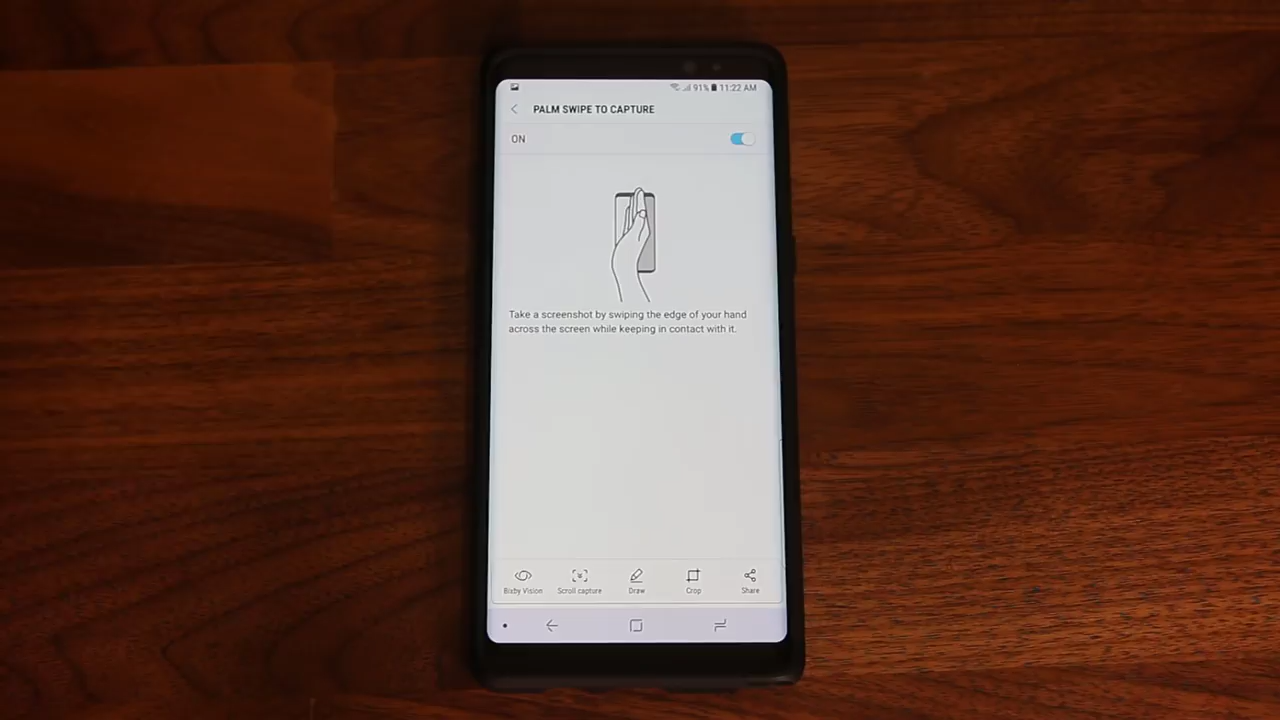 91% 11:22 AM
PALM SWIPE TO CAPTURE
ON
Take a screenshot by swiping the edge of your hand
across the screen while keeping in contact with it.
Bixby Vision Scroll capture Draw Crop Share